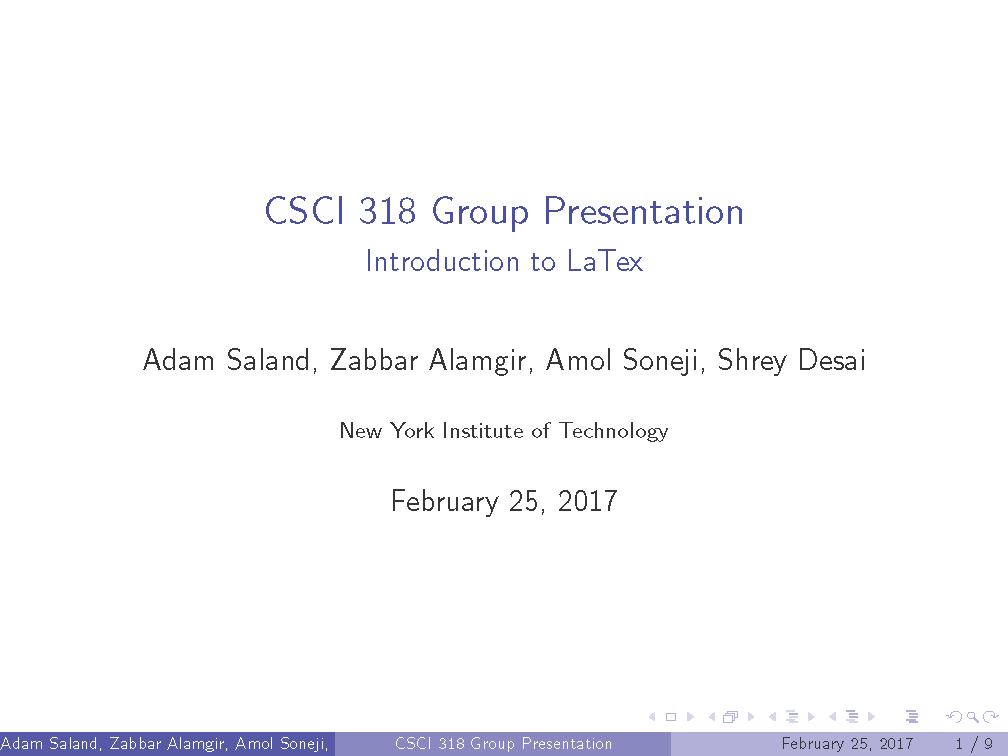 CSCI 318 Group Presentation
Introduction to LaTex
Adam Saland, Zabbar Alamgir, Amol Soneji, Shrey Desai
New York Institute of Technology
February 25, 2017
Adam Saland, Zabbar Alamgir, Amol Soneji, CSCI 318 Group Presentation February 25, 2017 1 / 9